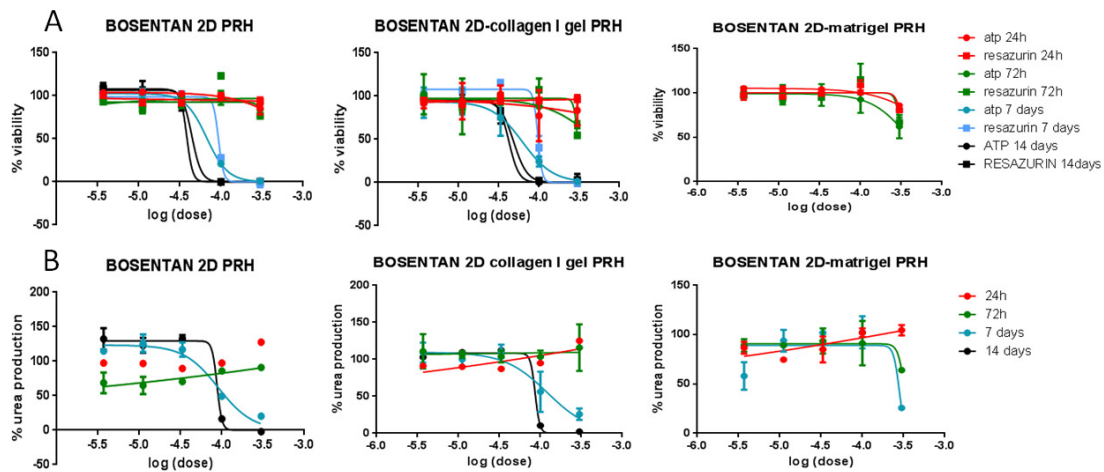 A
BOSENTAN 2D PRH
BOSENTAN 2D-collagen I gel PRH
BOSENTAN 2D-matrigel PRH
% viability
150
100
50
0
-50
-5.5 -5.0 -4.5 -4.0 -3.5 -3.0
log (dose)
% viability
150
100
50
0
-50
-5.5 -5.0 -4.5 -4.0 -3.5 -3.0
log (dose)
% viability
150
100
50
0
-6.0 -5.5 -5.0 -4.5 -4.0 -3.5 -3.0
log (dose)
atp 24h
resazurin 24h
atp 72h
resazurin 72h
atp 7 days
resazurin 7 days
ATP 14 days
RESAZURIN 14days
B
BOSENTAN 2D PRH
BOSENTAN 2D collagen I gel PRH
BOSENTAN 2D-matrigel PRH
% urea production
200
150
100
50
0
-50
-5.5 -5.0 -4.5 -4.0 -3.5 -3.0
log (dose)
% urea production
200
150
100
50
0
-6.0 -5.5 -5.0 -4.5 -4.0 -3.5 -3.0
log (dose)
% urea production
150
100
50
0
-6.0 -5.5 -5.0 -4.5 -4.0 -3.5 -3.0
log (dose)
24h
72h
7 days
14 days